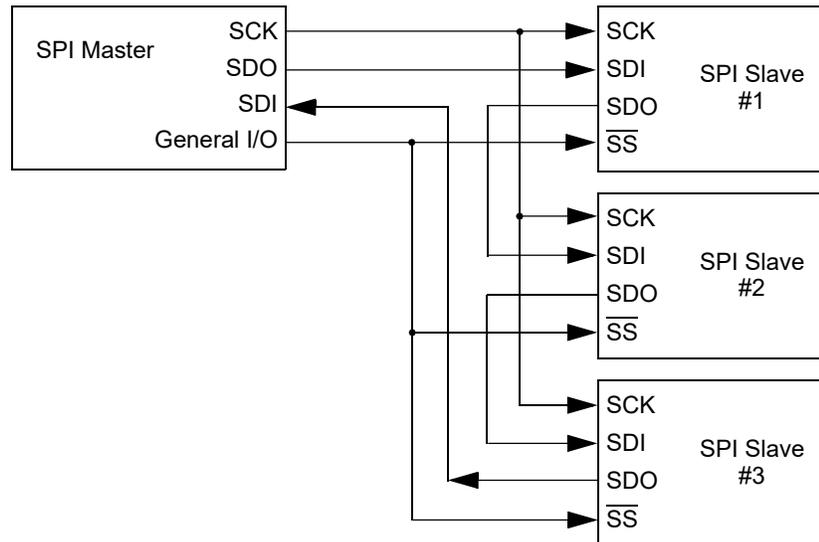 SPI Master
SCK
SDO
SDI
General I/O
SCK
SDI
SDO
SS
SPI Slave
#1
SCK
SDI
SDO
SS
SPI Slave
#2
SCK
SDI
SDO
SS
SPI Slave
#3